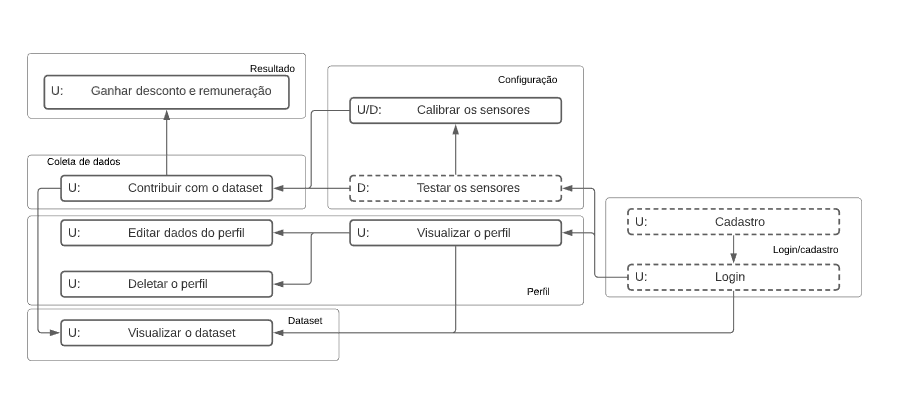 Resultado
U: Ganhar desconto e remuneração
Configuração
U/D: Calibrar os sensores
Coleta de dados
U: Contribuir com o dataset
D: Testar os sensores
U: Cadastro
U: Editar dados do perfil
U: Visualizar o perfil
Login/cadastro
U: Login
U: Deletar o perfil
Perfil
Dataset
U: Visualizar o dataset